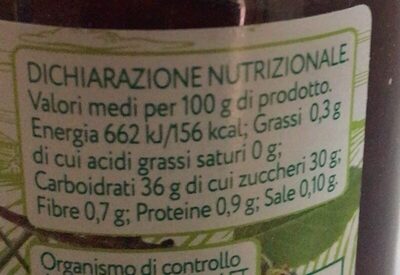 DICHIARAZIONE NUTRIZIONALE.
Valori medi per 100 g di prodotto.
Energia 662 kJ/156 kcal; Grassi 0,3 g
di cui acidi grassi saturi 0 g;
Carboidrati 36 g di cui zuccheri 30 g;
Fibre 0,7 g; Proteine 0,9 g; Sale 0,10 g.
Organismo di controllo